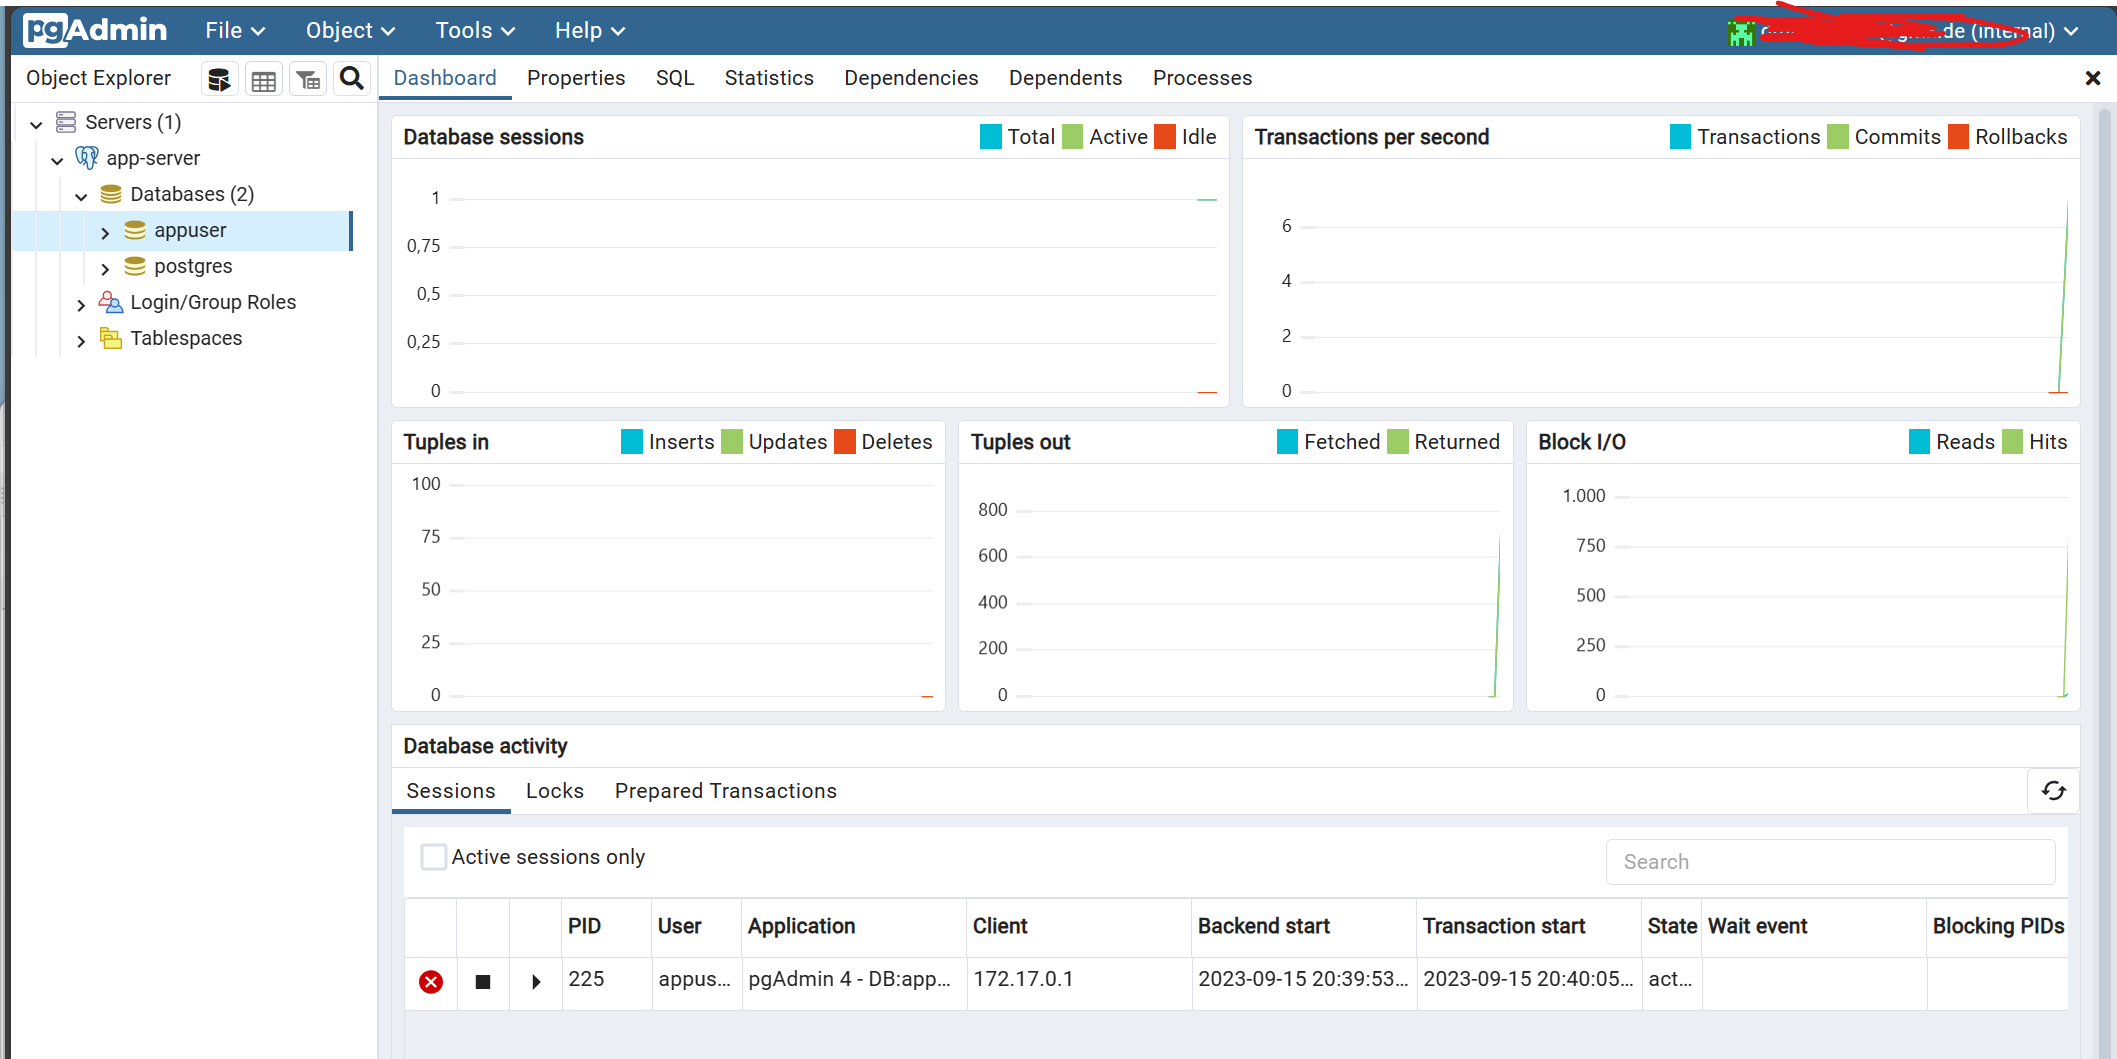 pgAdmin File Object Tools Help de (internal)
Object Explorer Dashboard Properties SQL Statistics Dependencies Dependents Processes
Servers (1)
app-server
Databases (2)
appuser
postgres
Login/Group Roles
Tablespaces
Database sessions Total Active Idle
1
0,75
0,5
0,25
0
Transactions per second Transactions Commits Rollbacks
6
4
2
0
Tuples in Inserts Updates Deletes
100
75
50
25
0
Tuples out Fetched Returned
800
600
400
200
0
Block I/O Reads Hits
1.000
750
500
250
0
Database activity
Sessions Locks Prepared Transactions
Active sessions only Search
PID User Application Client Backend start Transaction start State Wait event Blocking PIDs
225 appus... pgAdmin 4 - DB:app... 172.17.0.1 2023-09-15 20:39:53... 2023-09-15 20:40:05... act...